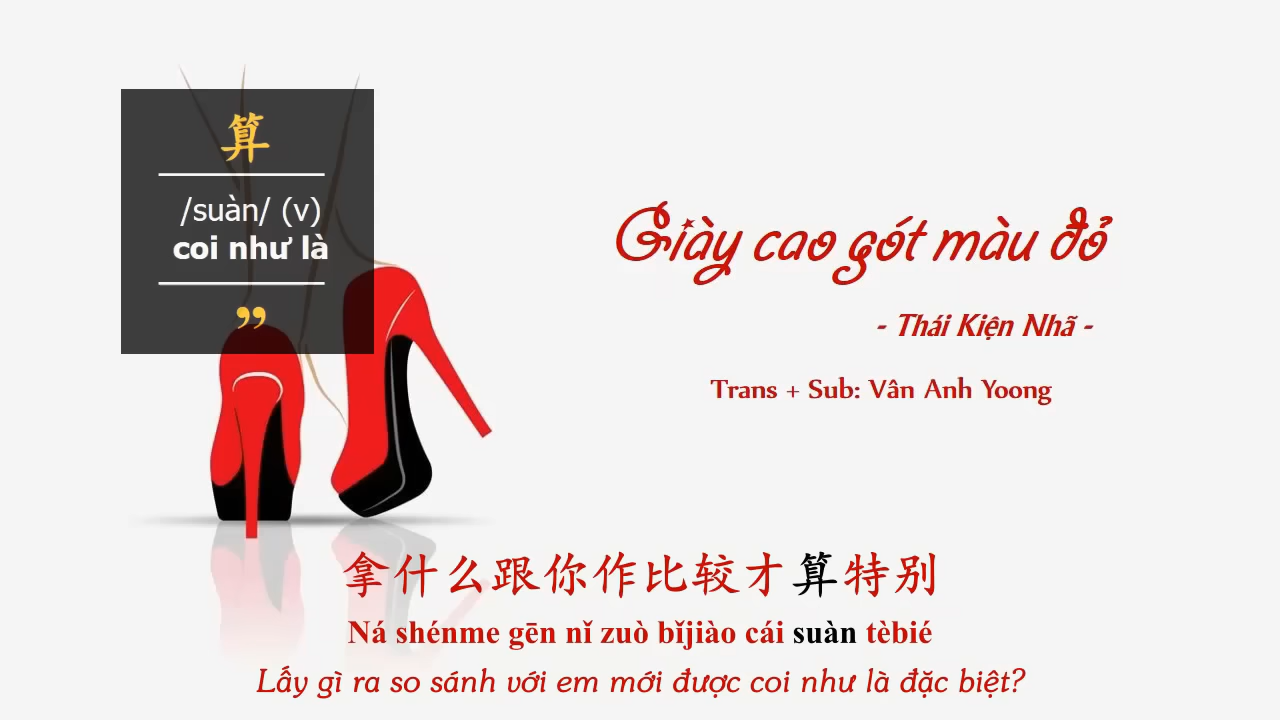 算
/suàn/ (v)
coi như là
”
Giày cao gót màu đỏ
- Thái Kiện Nhã -
Trans + Sub: Vân Anh Yoong
拿什么跟你作比较才算特别
Ná shénme gēn nǐ zuò bǐjiào cái suàn tèbié
Lấy gì ra so sánh với em mới được coi như là đặc biệt?